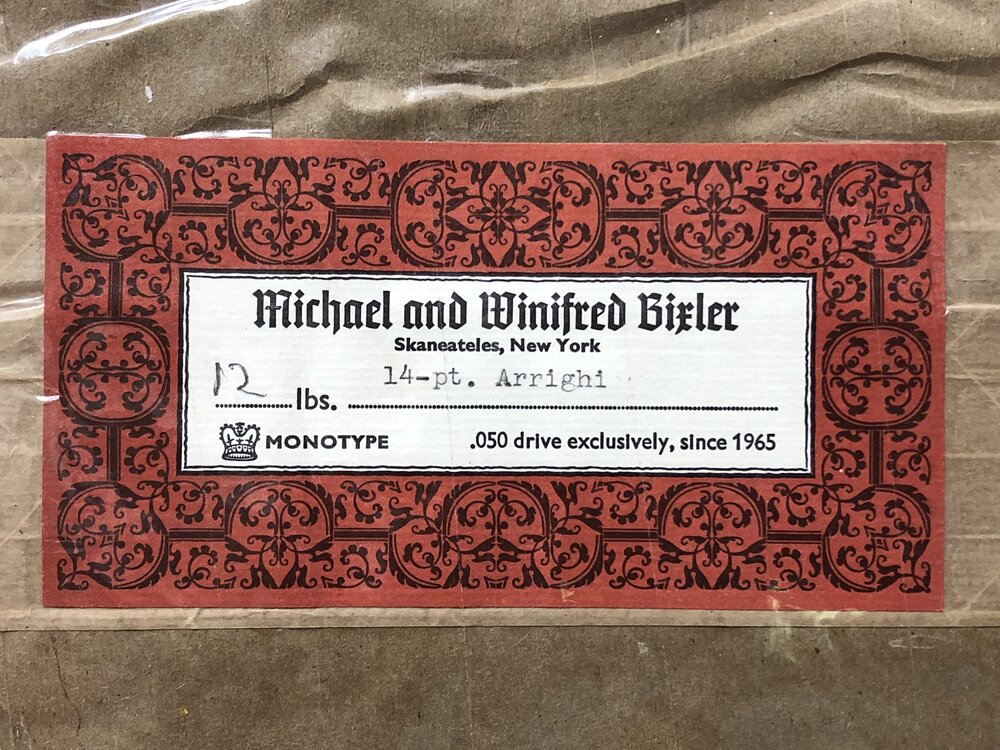 Michael and Winifred Bixler
Skaneateles, New York
12 lbs. 14-pt. Arrighi
MONOTYPE .050 drive exclusively, since 1965